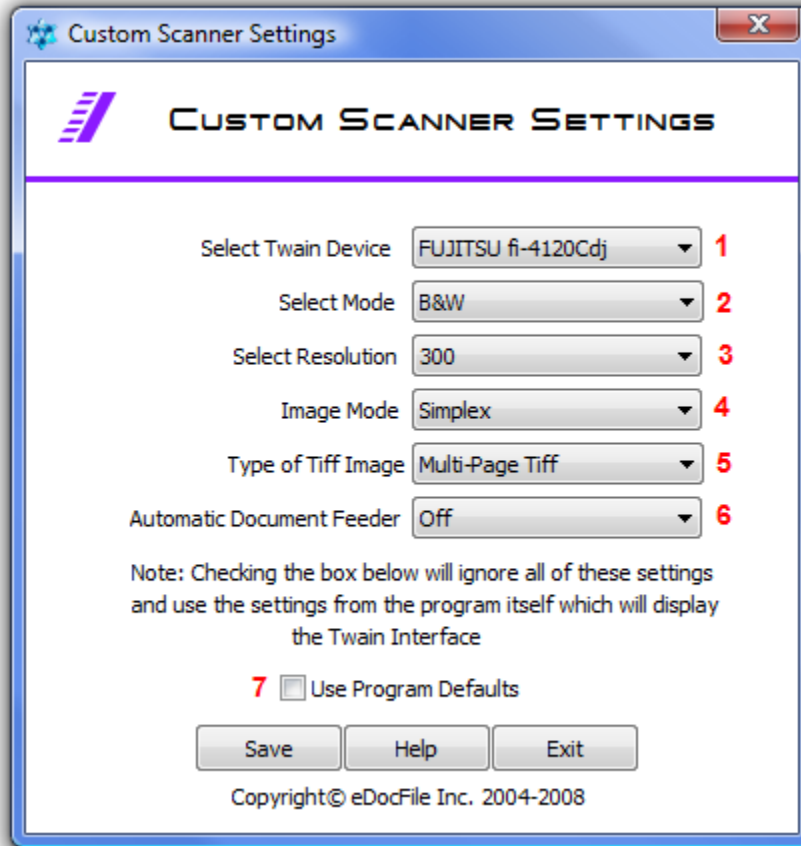 Custom Scanner Settings
X
CUSTOM SCANNER SETTINGS
Select Twain Device FUJITSU fi-4120Cdj 1
Select Mode B&W 2
Select Resolution 300 3
Image Mode Simplex 4
Type of Tiff Image Multi-Page Tiff 5
Automatic Document Feeder Off 6
Note: Checking the box below will ignore all of these settings
and use the settings from the program itself which will display
the Twain Interface
7 Use Program Defaults
Save Help Exit
Copyright© eDocFile Inc. 2004-2008